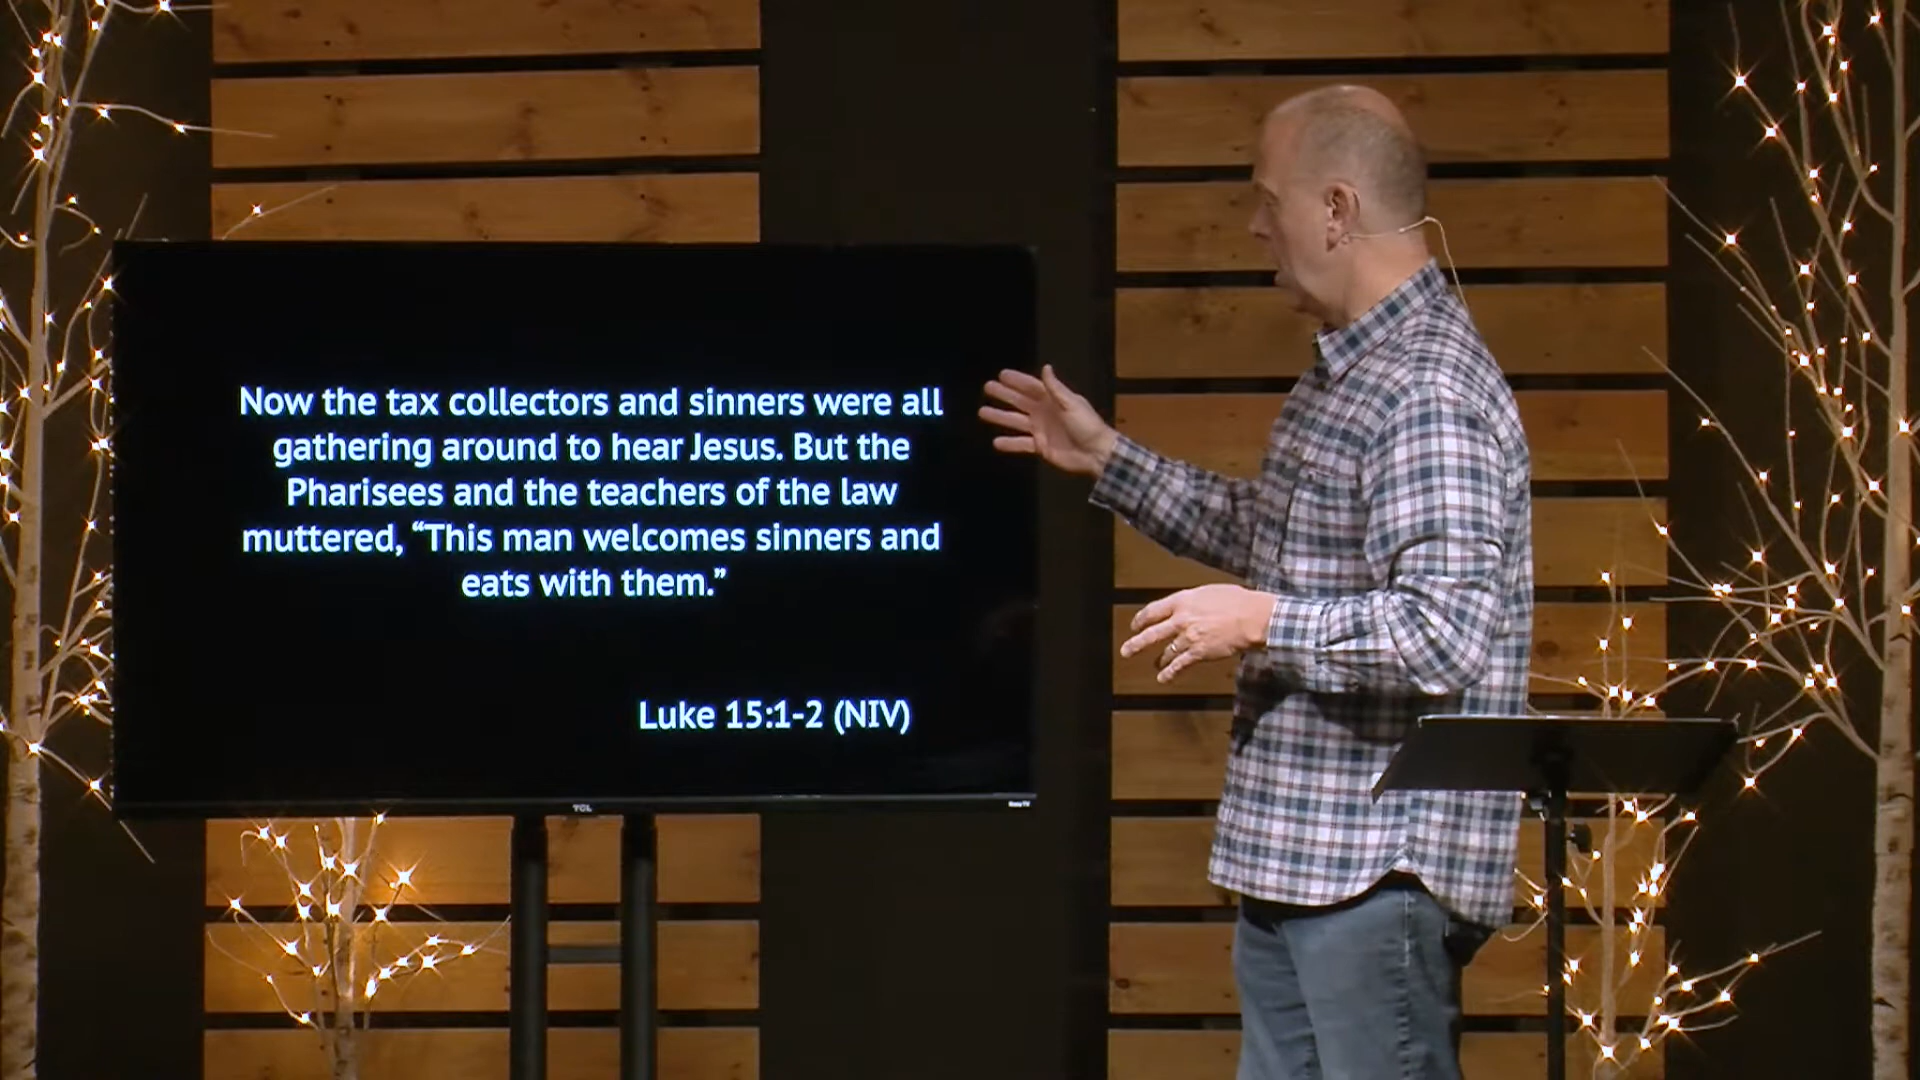 Now the tax collectors and sinners were all
gathering around to hear Jesus. But the
Pharisees and the teachers of the law
muttered, “This man welcomes sinners and
eats with them.”
Luke 15:1-2 (NIV)
TCL